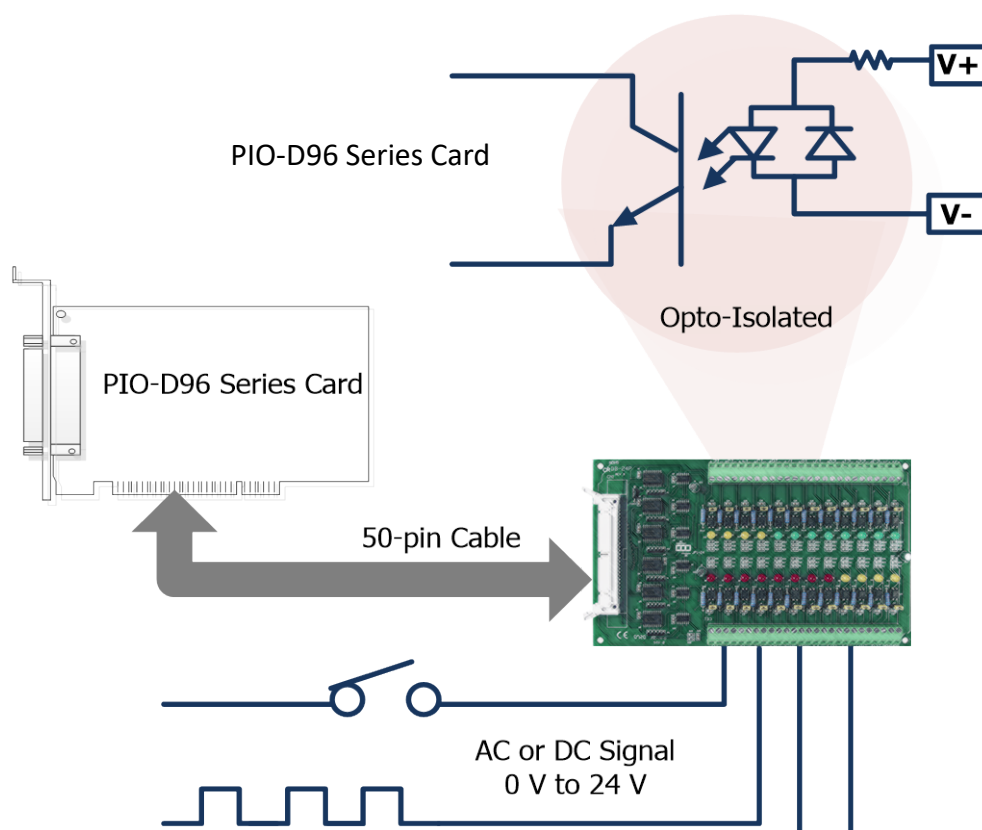 V+
PIO-D96 Series Card
V-
Opto-Isolated
PIO-D96 Series Card
50-pin Cable
CE
AC or DC Signal
0 V to 24 V